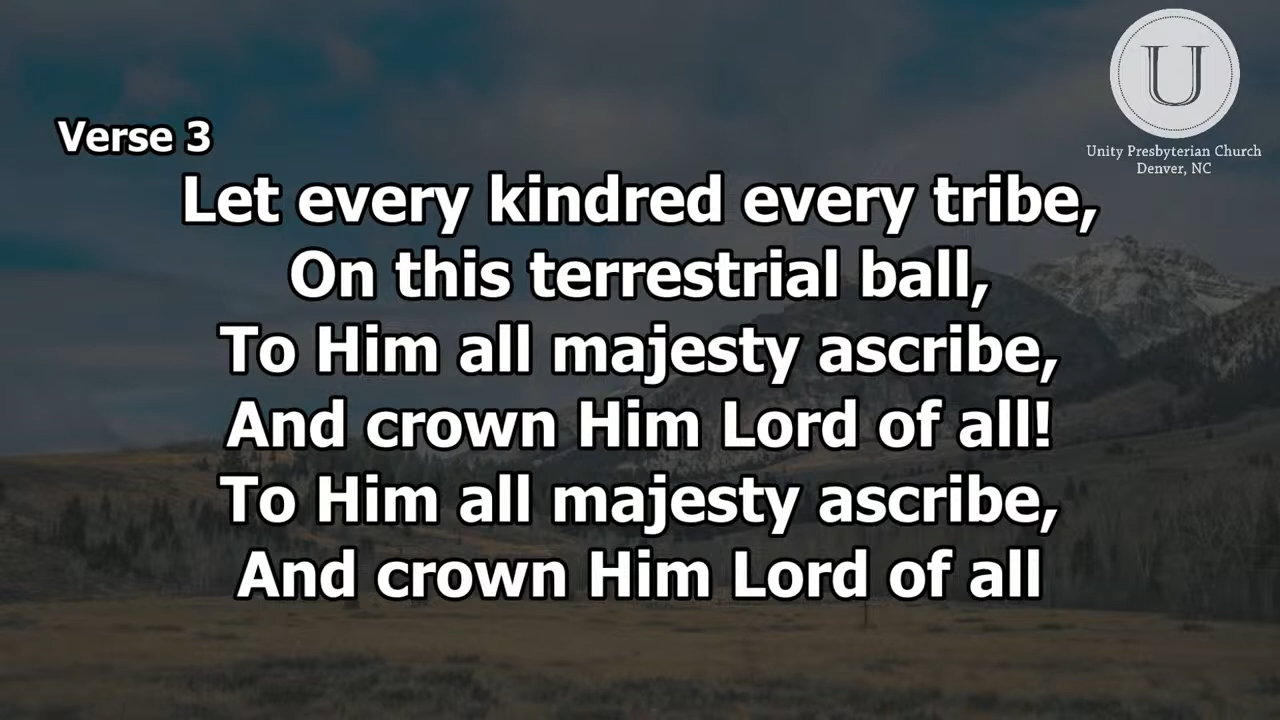 U
Unity Presbyterian Church
Denver, NC
Verse 3
Let every kindred every tribe,
On this terrestrial ball,
To Him all majesty ascribe,
And crown Him Lord of all!
To Him all majesty ascribe,
And crown Him Lord of all